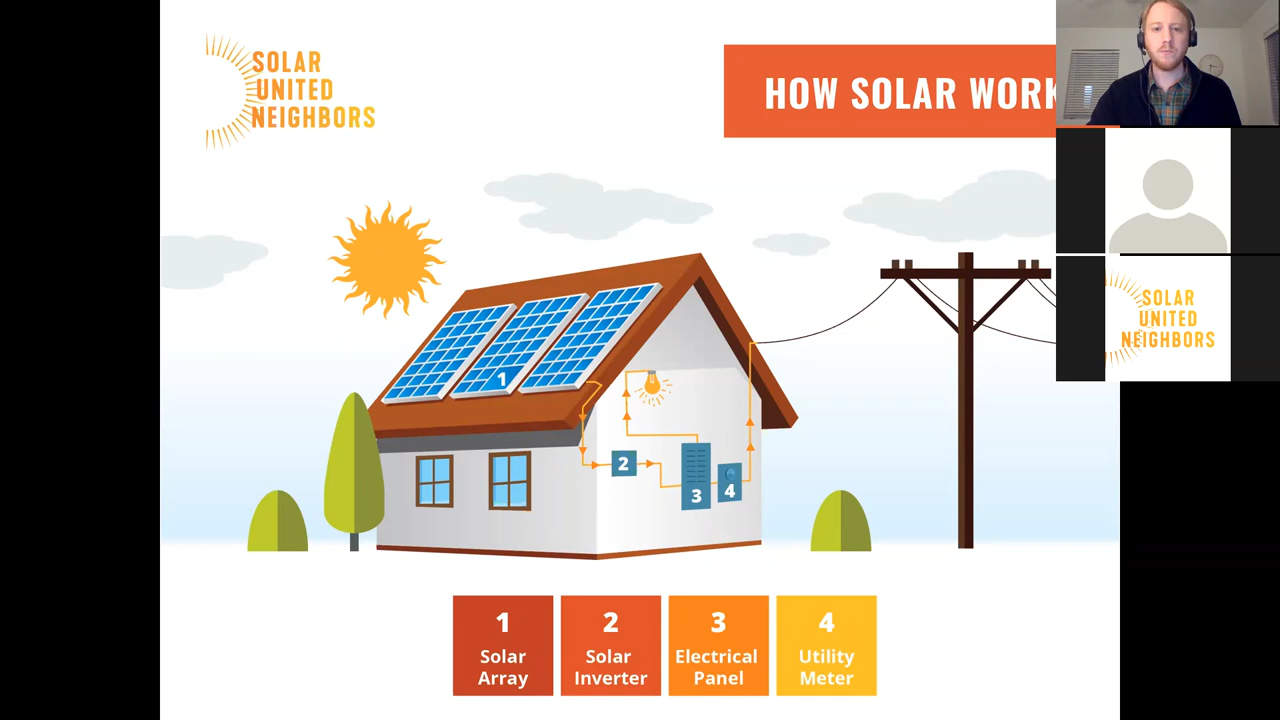 SOLAR
UNITED
NEIGHBORS
HOW SOLAR WORK
SOLAR
UNITED
NEIGHBORS
1
2
3
4
1
Solar
Array
2
Solar
Inverter
3
Electrical
Panel
4
Utility
Meter